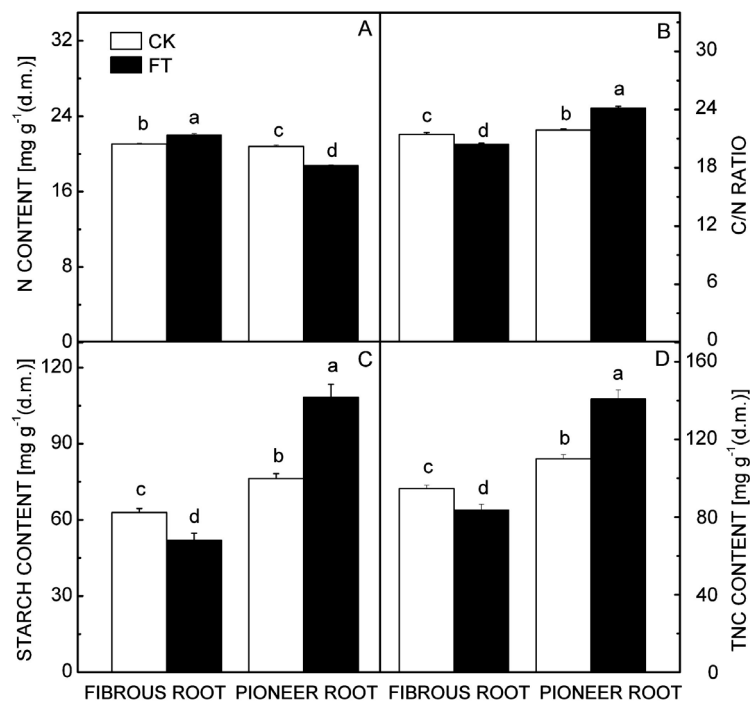 A
CK
FT
32
24
16
8
0
N CONTENT [mg g⁻¹(d.m.)]
b
a
c
d
B
c
d
b
a
30
24
18
12
6
0
C/N RATIO
C
120
90
60
30
0
STARCH CONTENT [mg g⁻¹(d.m.)]
c
d
b
a
D
c
d
b
a
160
120
80
40
0
TNC CONTENT [mg g⁻¹(d.m.)]
FIBROUS ROOT PIONEER ROOT
FIBROUS ROOT PIONEER ROOT